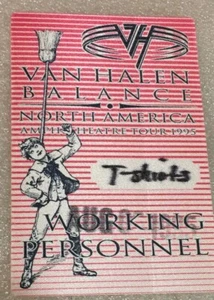 VH
VAN HALEN
BALANCE
NORTH AMERICA
AMPHITHEATRE TOUR 1995
T-shirts
WORKING
PERSONNEL